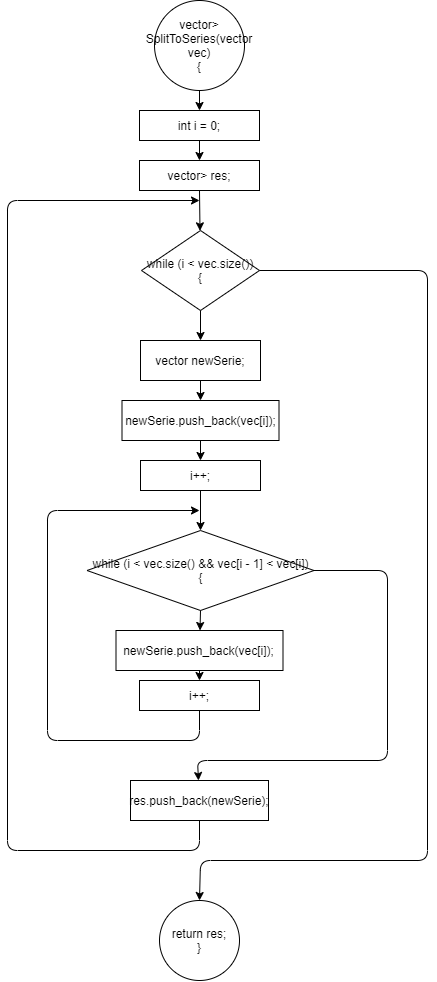 vector>
SplitToSeries(vector
vec)
{
int i = 0;
vector> res;
while (i < vec.size())
{
vector newSerie;
newSerie.push_back(vec[i]);
i++;
while (i < vec.size() && vec[i - 1] < vec[i])
{
newSerie.push_back(vec[i]);
i++;
res.push_back(newSerie);
return res;
}